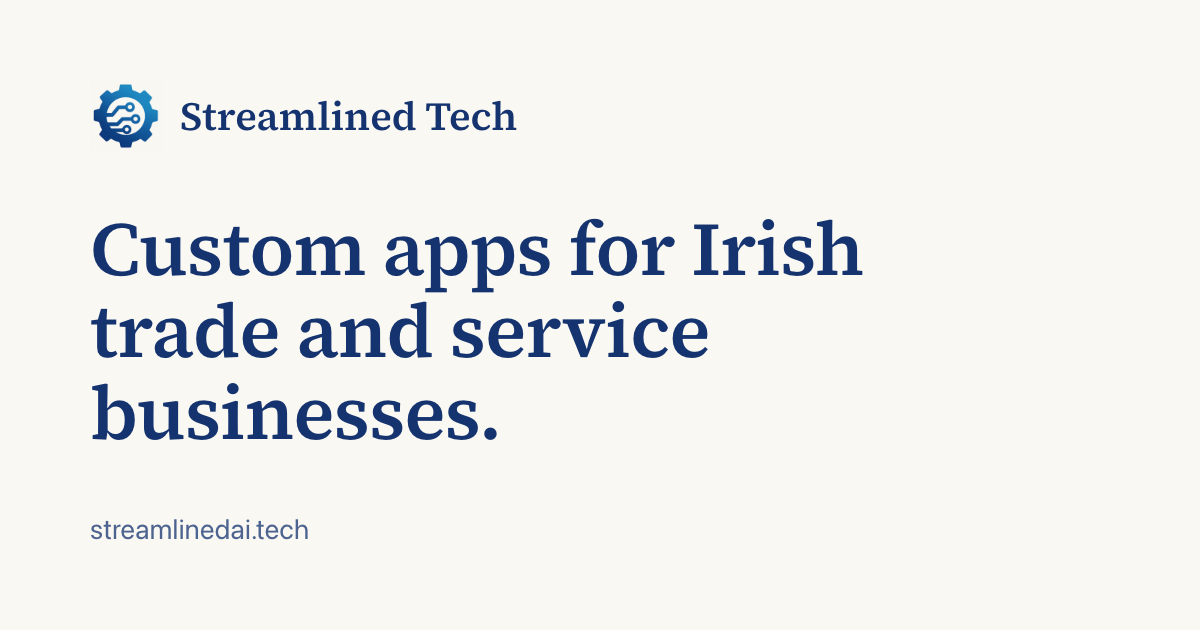 Streamlined Tech
Custom apps for Irish
trade and service
businesses.
streamlinedai.tech